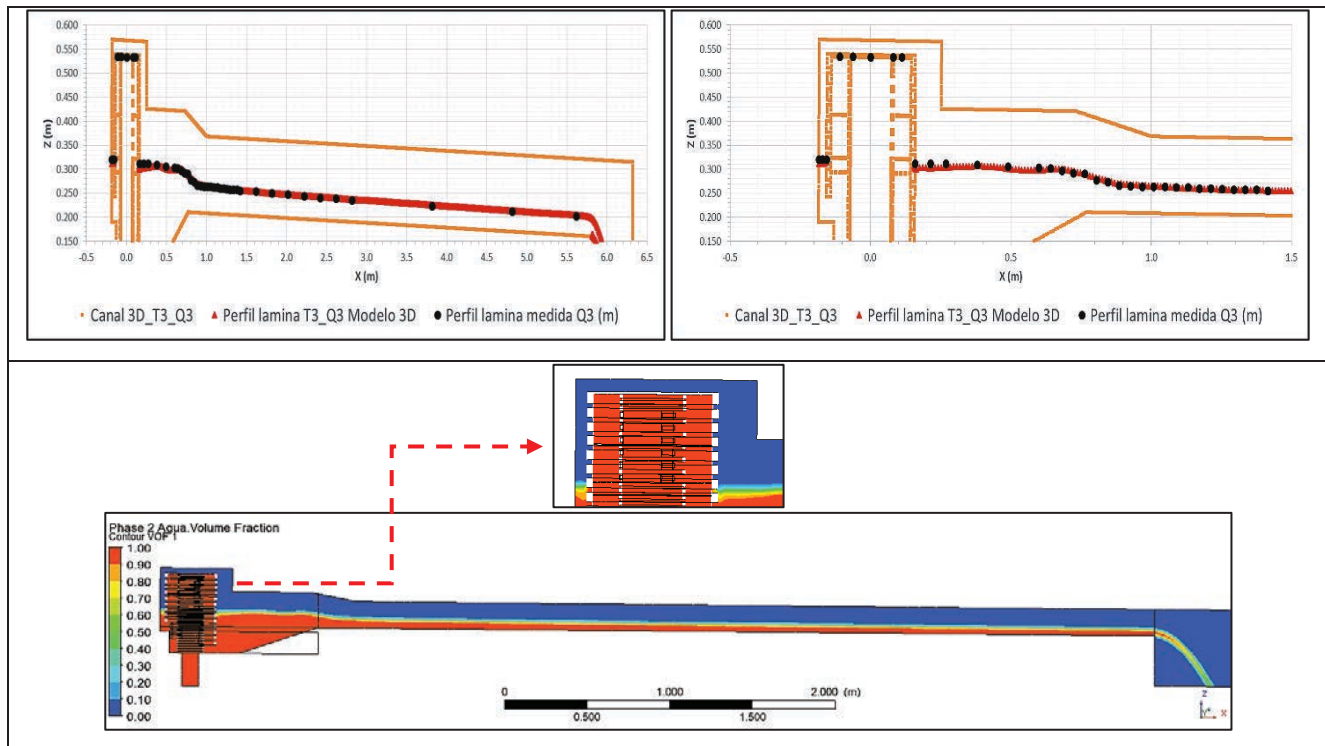 0.600
0.550
0.500
0.450
0.400
0.350
0.300
0.250
0.200
0.150
Z (m)
-0.5 0.0 0.5 1.0 1.5 2.0 2.5 3.0 3.5 4.0 4.5 5.0 5.5 6.0 6.5
X (m)
Canal 3D_T3_Q3 Perfil lamina T3_Q3 Modelo 3D Perfil lamina medida Q3 (m)
0.600
0.550
0.500
0.450
0.400
0.350
0.300
0.250
0.200
0.150
Z (m)
-0.5 0.0 0.5 1.0 1.5
X (m)
Canal 3D_T3_Q3 Perfil lamina T3_Q3 Modelo 3D Perfil lamina medida Q3 (m)
Phase 2 Agua.Volume Fraction
Contour VOF 1
1.00
0.90
0.80
0.70
0.60
0.50
0.40
0.30
0.20
0.10
0.00
0 1.000 2.000 (m)
0.500 1.500
Z
Y
X